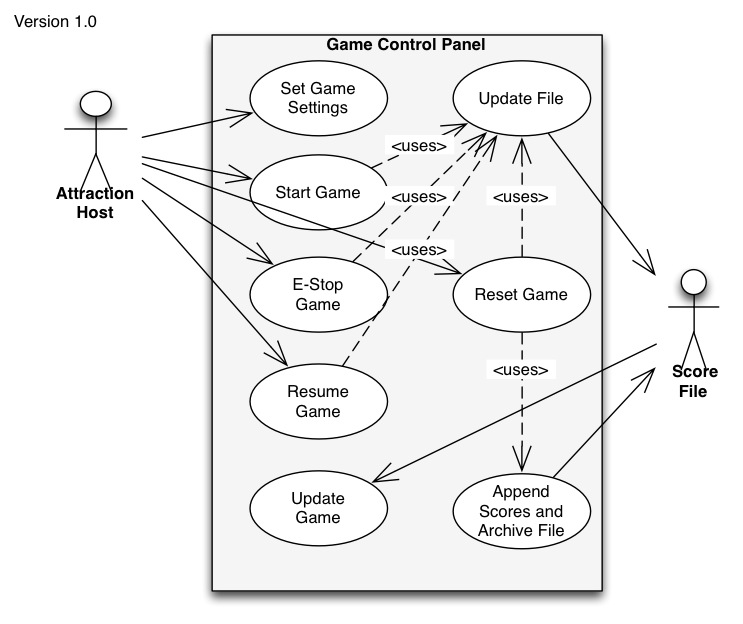 Version 1.0
Game Control Panel
Set Game
Settings
Update File
<uses>
Start Game
<uses>
<uses>
Attraction
Host
<uses>
E-Stop
Game
Reset Game
<uses>
Score
File
Resume
Game
Update
Game
Append
Scores and
Archive File